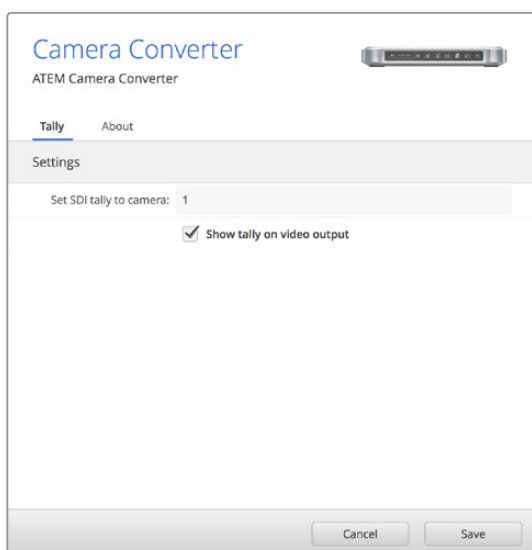 Camera Converter
ATEM Camera Converter
Tally About
Settings
Set SDI tally to camera: 1
Show tally on video output
Cancel Save